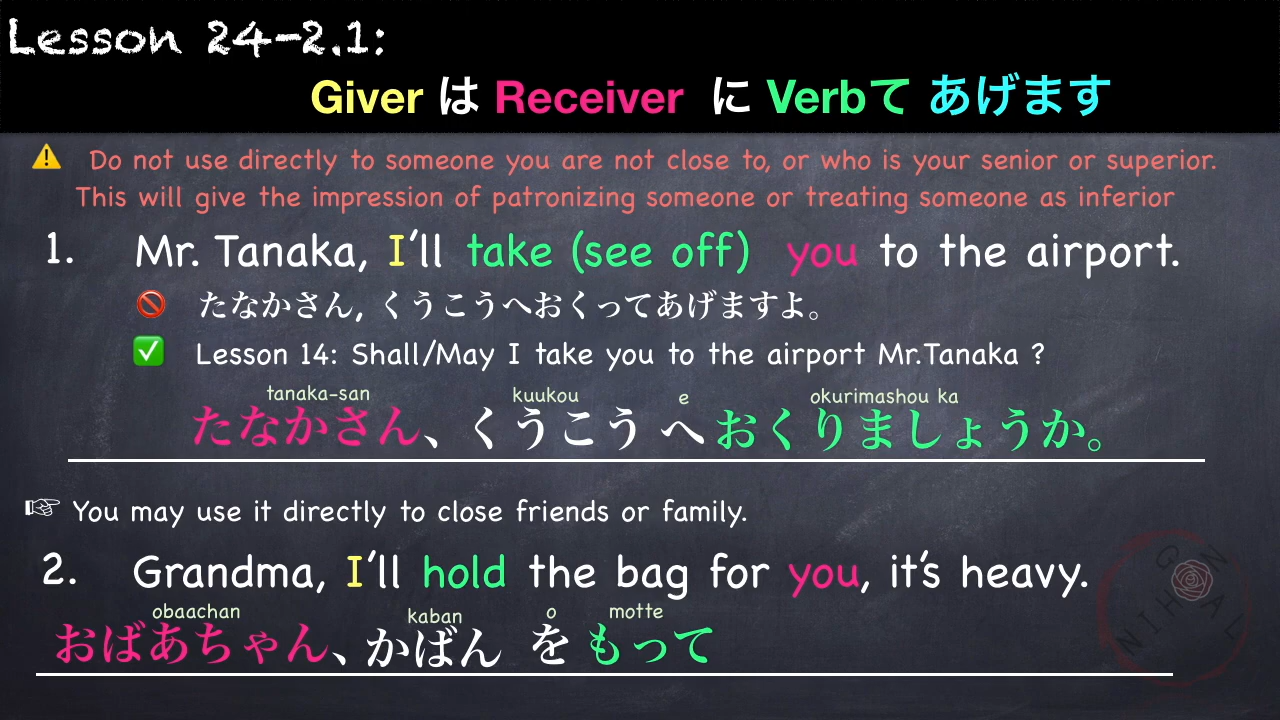 Lesson 24-2.1:
Giver は Receiver に Verbて あげます
⚠️ Do not use directly to someone you are not close to, or who is your senior or superior.
This will give the impression of patronizing someone or treating someone as inferior
1. Mr. Tanaka, I'll take (see off) you to the airport.
🚫 たなかさん, くうこうへおくってあげますよ。
✅ Lesson 14: Shall/May I take you to the airport Mr.Tanaka ?
tanaka-san kuukou e okurimashou ka
たなかさん、くうこう へ おくりましょうか。
☞ You may use it directly to close friends or family.
2. Grandma, I'll hold the bag for you, it's heavy.
obaachan kaban o motte
おばあちゃん、かばん を もって
NIHON GOAL